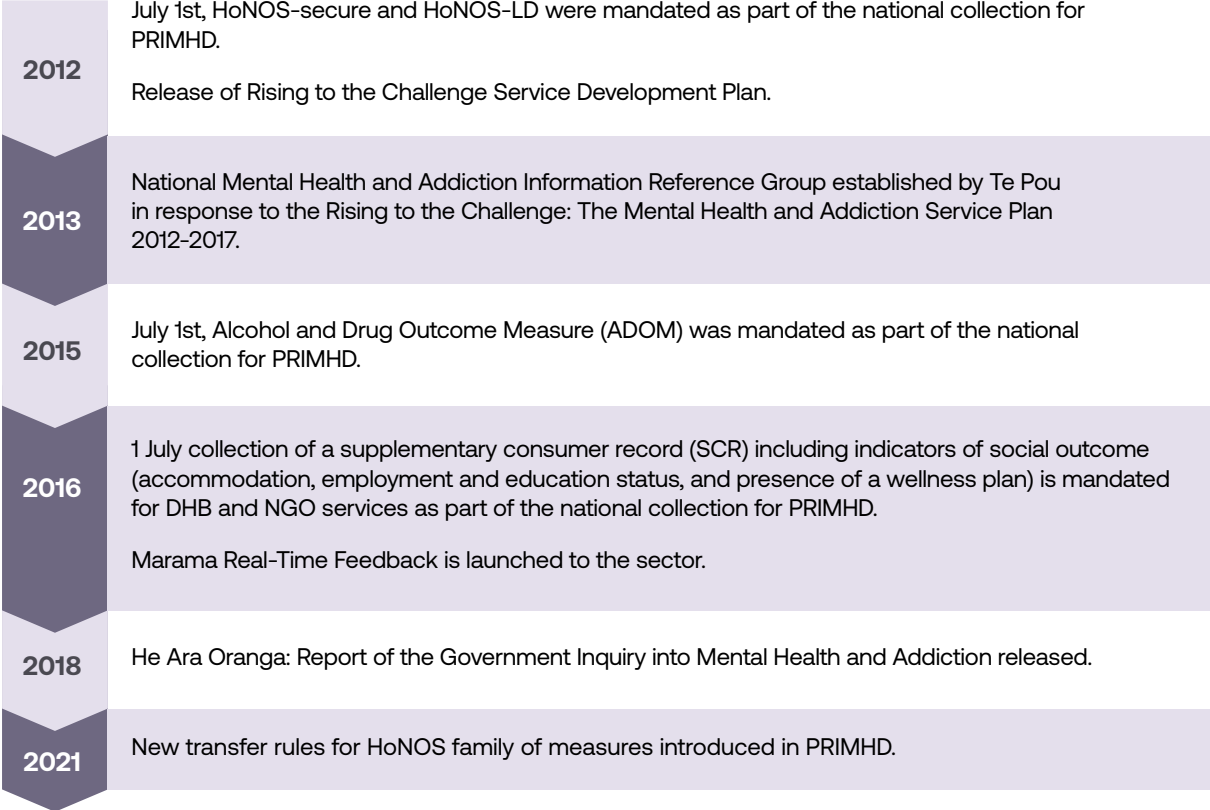 July 1st, HoNOS-secure and HoNOS-LD were mandated as part of the national collection for
PRIMHD.
2012
Release of Rising to the Challenge Service Development Plan.
National Mental Health and Addiction Information Reference Group established by Te Pou
in response to the Rising to the Challenge: The Mental Health and Addiction Service Plan
2012-2017.
2013
July 1st, Alcohol and Drug Outcome Measure (ADOM) was mandated as part of the national
collection for PRIMHD.
2015
1 July collection of a supplementary consumer record (SCR) including indicators of social outcome
(accommodation, employment and education status, and presence of a wellness plan) is mandated
for DHB and NGO services as part of the national collection for PRIMHD.
2016
Marama Real-Time Feedback is launched to the sector.
2018
He Ara Oranga: Report of the Government Inquiry into Mental Health and Addiction released.
2021
New transfer rules for HoNOS family of measures introduced in PRIMHD.